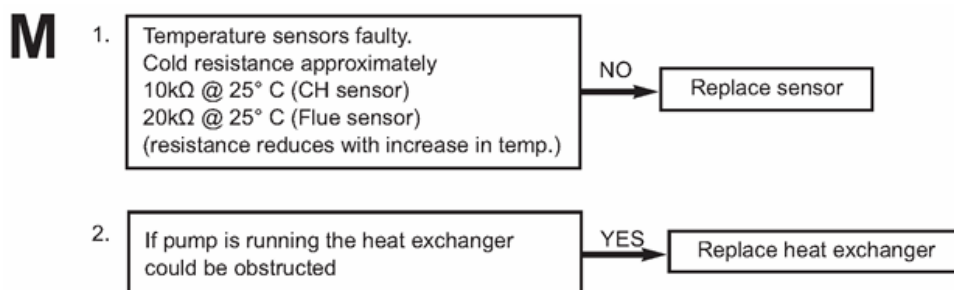 M
1.
Temperature sensors faulty.
Cold resistance approximately
10kΩ @ 25° C (CH sensor)
20kΩ @ 25° C (Flue sensor)
(resistance reduces with increase in temp.)
NO
Replace sensor
2.
If pump is running the heat exchanger
could be obstructed
YES
Replace heat exchanger